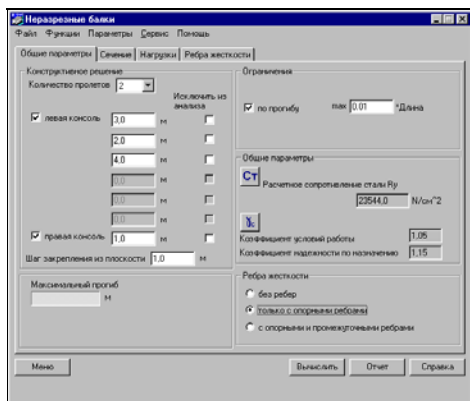 Неразрезные балки
Файл Функции Параметры Сервис Помощь
Общие параметры Сечение Нагрузки Ребра жесткости
Конструктивное решение
Количество пролетов 2
Исключить из анализа
левая консоль 3,0 м
2,0 м
4,0 м
0,0 м
0,0 м
0,0 м
правая консоль 1,0 м
Шаг закрепления из плоскости 1,0 м
Максимальный прогиб
м
Ограничения
по прогибу max 0.01 *Длина
Общие параметры
Ст
Расчетное сопротивление стали Ry
23544,0 N/см^2
γc
Коэффициент условий работы 1,05
Коэффициент надежности по назначению 1,15
Ребра жесткости
без ребер
только с опорными ребрами
с опорными и промежуточными ребрами
Меню Вычислить Отчет Справка